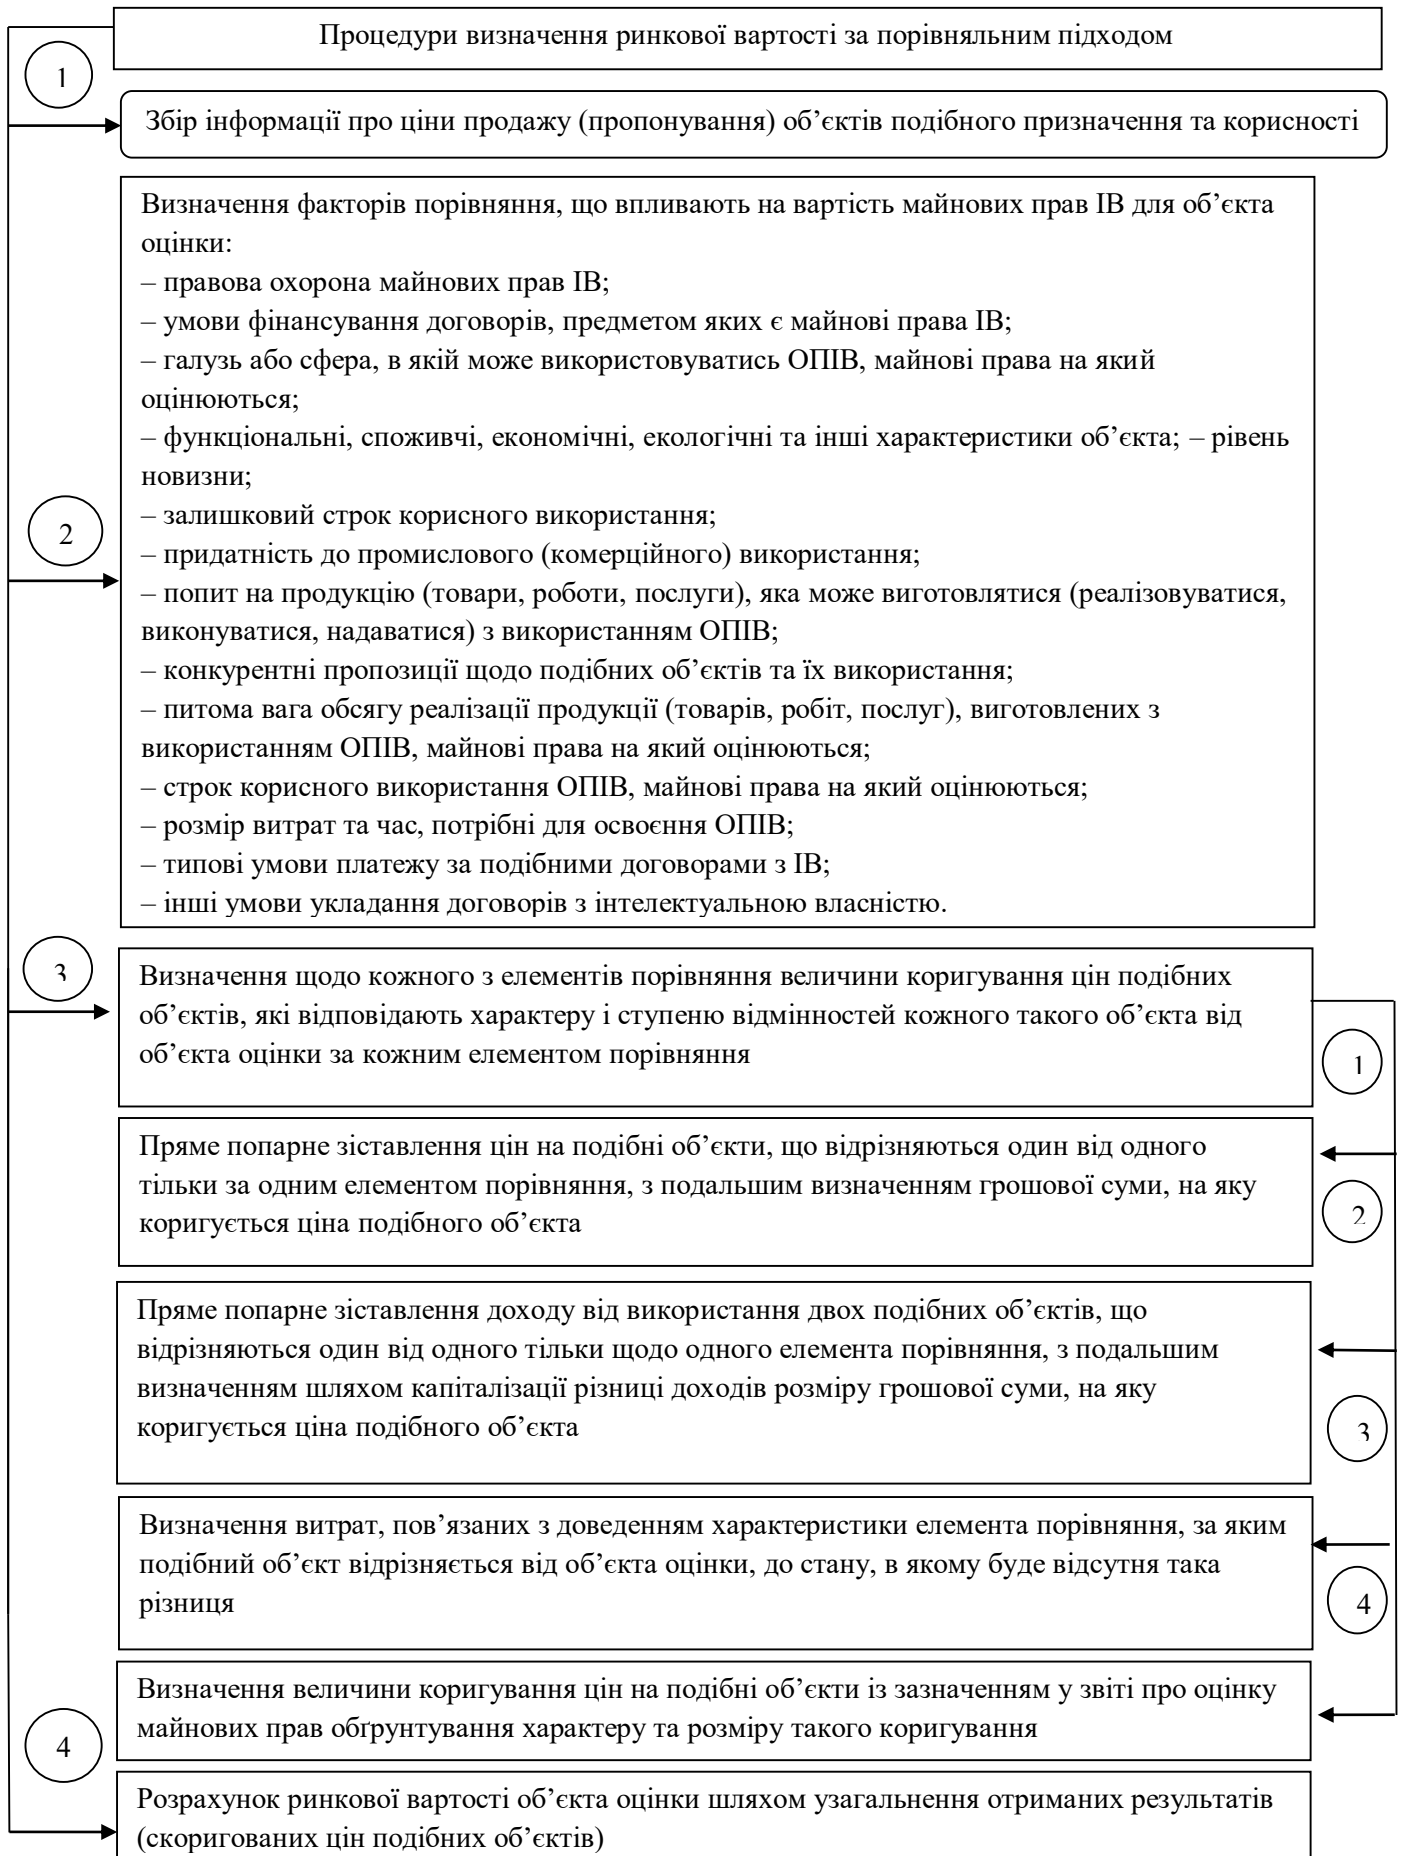 Процедури визначення ринкової вартості за порівняльним підходом
1
Збір інформації про ціни продажу (пропонування) об’єктів подібного призначення та корисності
Визначення факторів порівняння, що впливають на вартість майнових прав ІВ для об’єкта
оцінки:
– правова охорона майнових прав ІВ;
– умови фінансування договорів, предметом яких є майнові права ІВ;
– галузь або сфера, в якій може використовуватись ОПІВ, майнові права на який
оцінюються;
– функціональні, споживчі, економічні, екологічні та інші характеристики об’єкта; – рівень
новизни;
– залишковий строк корисного використання;
2
– придатність до промислового (комерційного) використання;
– попит на продукцію (товари, роботи, послуги), яка може виготовлятися (реалізовуватися,
виконуватися, надаватися) з використанням ОПІВ;
– конкурентні пропозиції щодо подібних об’єктів та їх використання;
– питома вага обсягу реалізації продукції (товарів, робіт, послуг), виготовлених з
використанням ОПІВ, майнові права на який оцінюються;
– строк корисного використання ОПІВ, майнові права на який оцінюються;
– розмір витрат та час, потрібні для освоєння ОПІВ;
– типові умови платежу за подібними договорами з ІВ;
– інші умови укладання договорів з інтелектуальною власністю.
3
Визначення щодо кожного з елементів порівняння величини коригування цін подібних
об’єктів, які відповідають характеру і ступеню відмінностей кожного такого об’єкта від
об’єкта оцінки за кожним елементом порівняння
1
Пряме попарне зіставлення цін на подібні об’єкти, що відрізняються один від одного
тільки за одним елементом порівняння, з подальшим визначенням грошової суми, на яку
коригується ціна подібного об’єкта
2
Пряме попарне зіставлення доходу від використання двох подібних об’єктів, що
відрізняються один від одного тільки щодо одного елемента порівняння, з подальшим
визначенням шляхом капіталізації різниці доходів розміру грошової суми, на яку
коригується ціна подібного об’єкта
3
Визначення витрат, пов’язаних з доведенням характеристики елемента порівняння, за яким
подібний об’єкт відрізняється від об’єкта оцінки, до стану, в якому буде відсутня така
різниця
4
Визначення величини коригування цін на подібні об’єкти із зазначенням у звіті про оцінку
майнових прав обґрунтування характеру та розміру такого коригування
4
Розрахунок ринкової вартості об’єкта оцінки шляхом узагальнення отриманих результатів
(скоригованих цін подібних об’єктів)